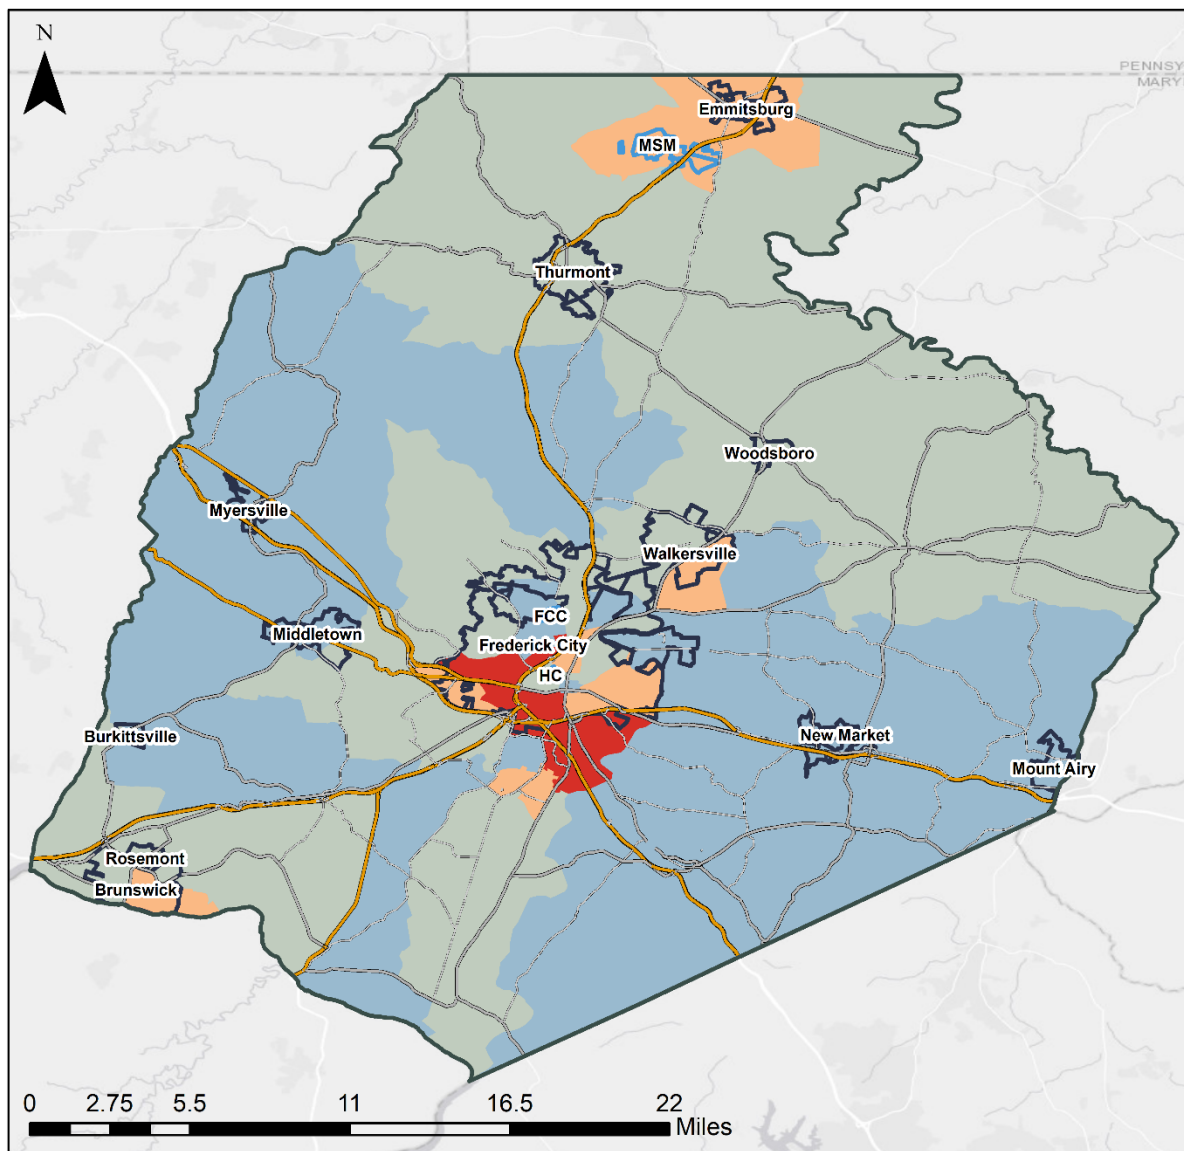 N
PENNSY
MARY
Emmitsburg
MSM
Thurmont
Woodsboro
Myersville
Walkersville
FCC
Middletown
Frederick City
HC
Burkittsville
New Market
Mount Airy
Rosemont
Brunswick
0 2.75 5.5 11 16.5 22
Miles